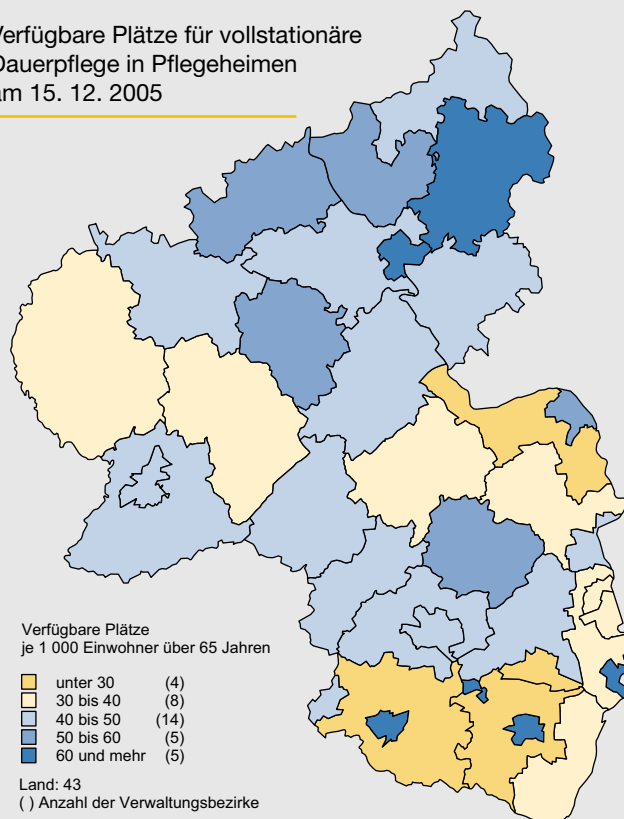 Verfügbare Plätze für vollstationäre
Dauerpflege in Pflegeheimen
am 15. 12. 2005
Verfügbare Plätze
je 1 000 Einwohner über 65 Jahren
unter 30 (4)
30 bis 40 (8)
40 bis 50 (14)
50 bis 60 (5)
60 und mehr (5)
Land: 43
( ) Anzahl der Verwaltungsbezirke